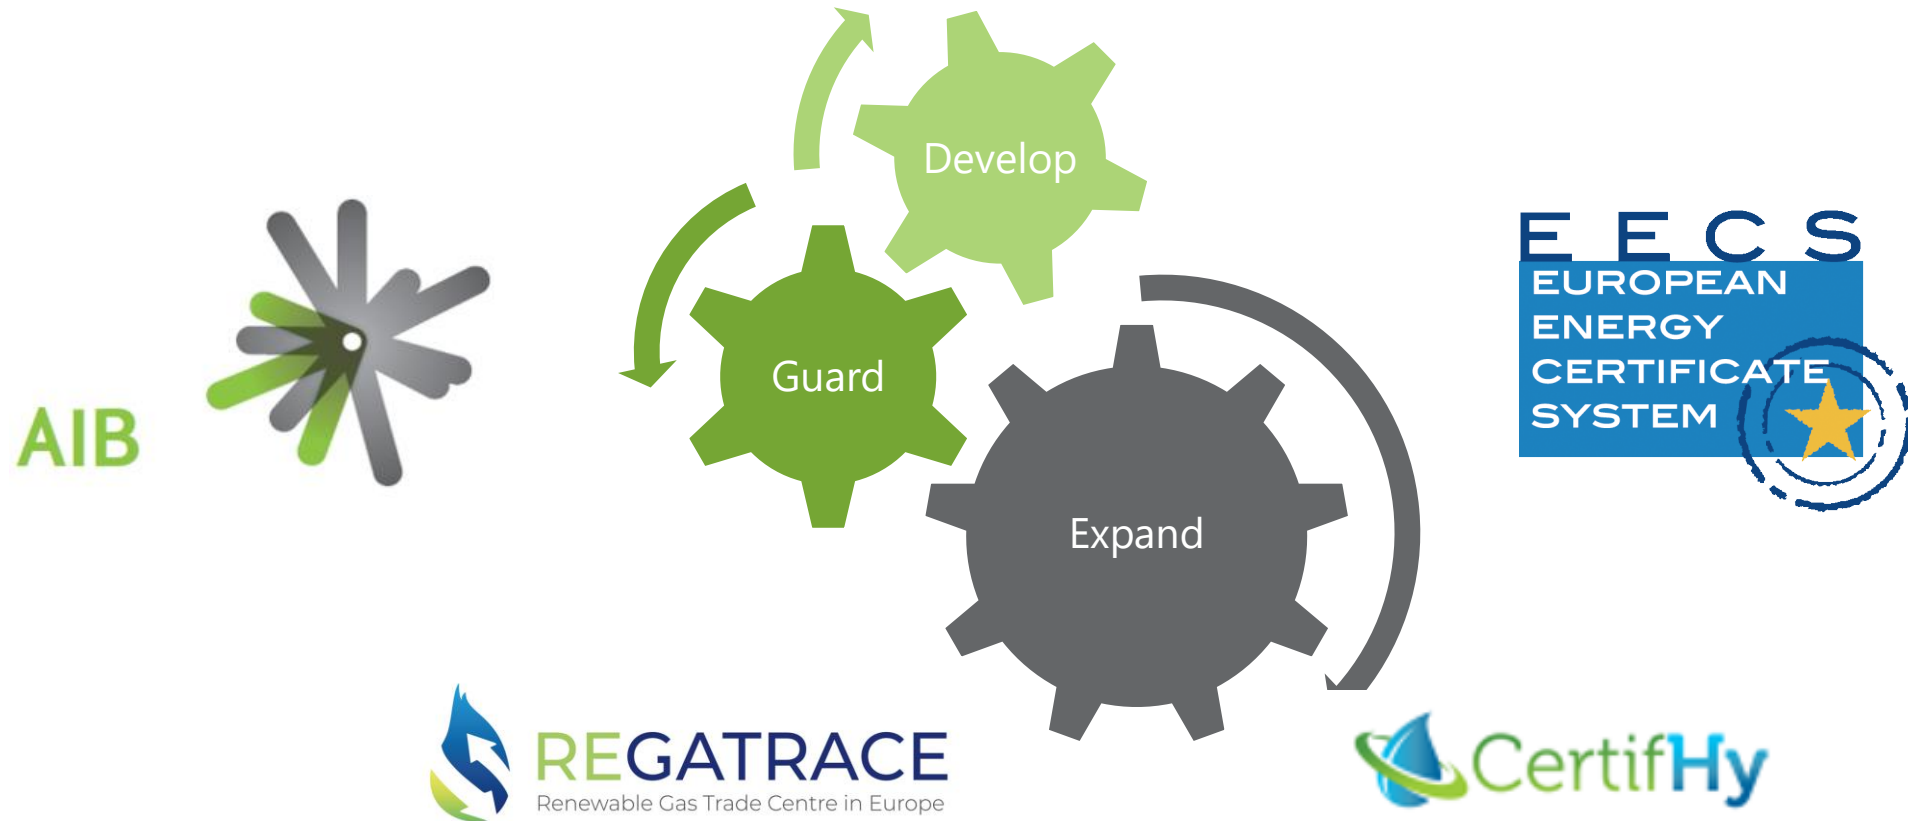 Develop
Guard
Expand
AIB
EECS
EUROPEAN
ENERGY
CERTIFICATE
SYSTEM
REGATRACE
Renewable Gas Trade Centre in Europe
CertifHy